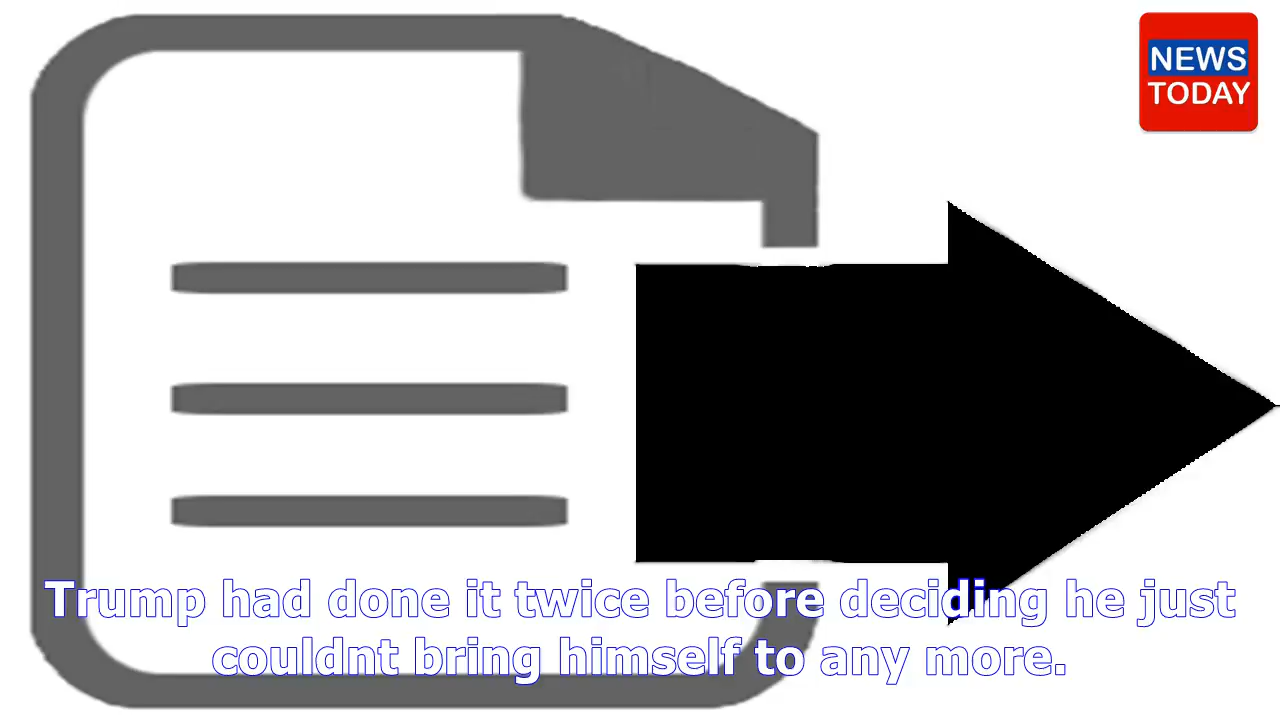 NEWS
TODAY
Trump had done it twice before deciding he just
couldnt bring himself to any more.